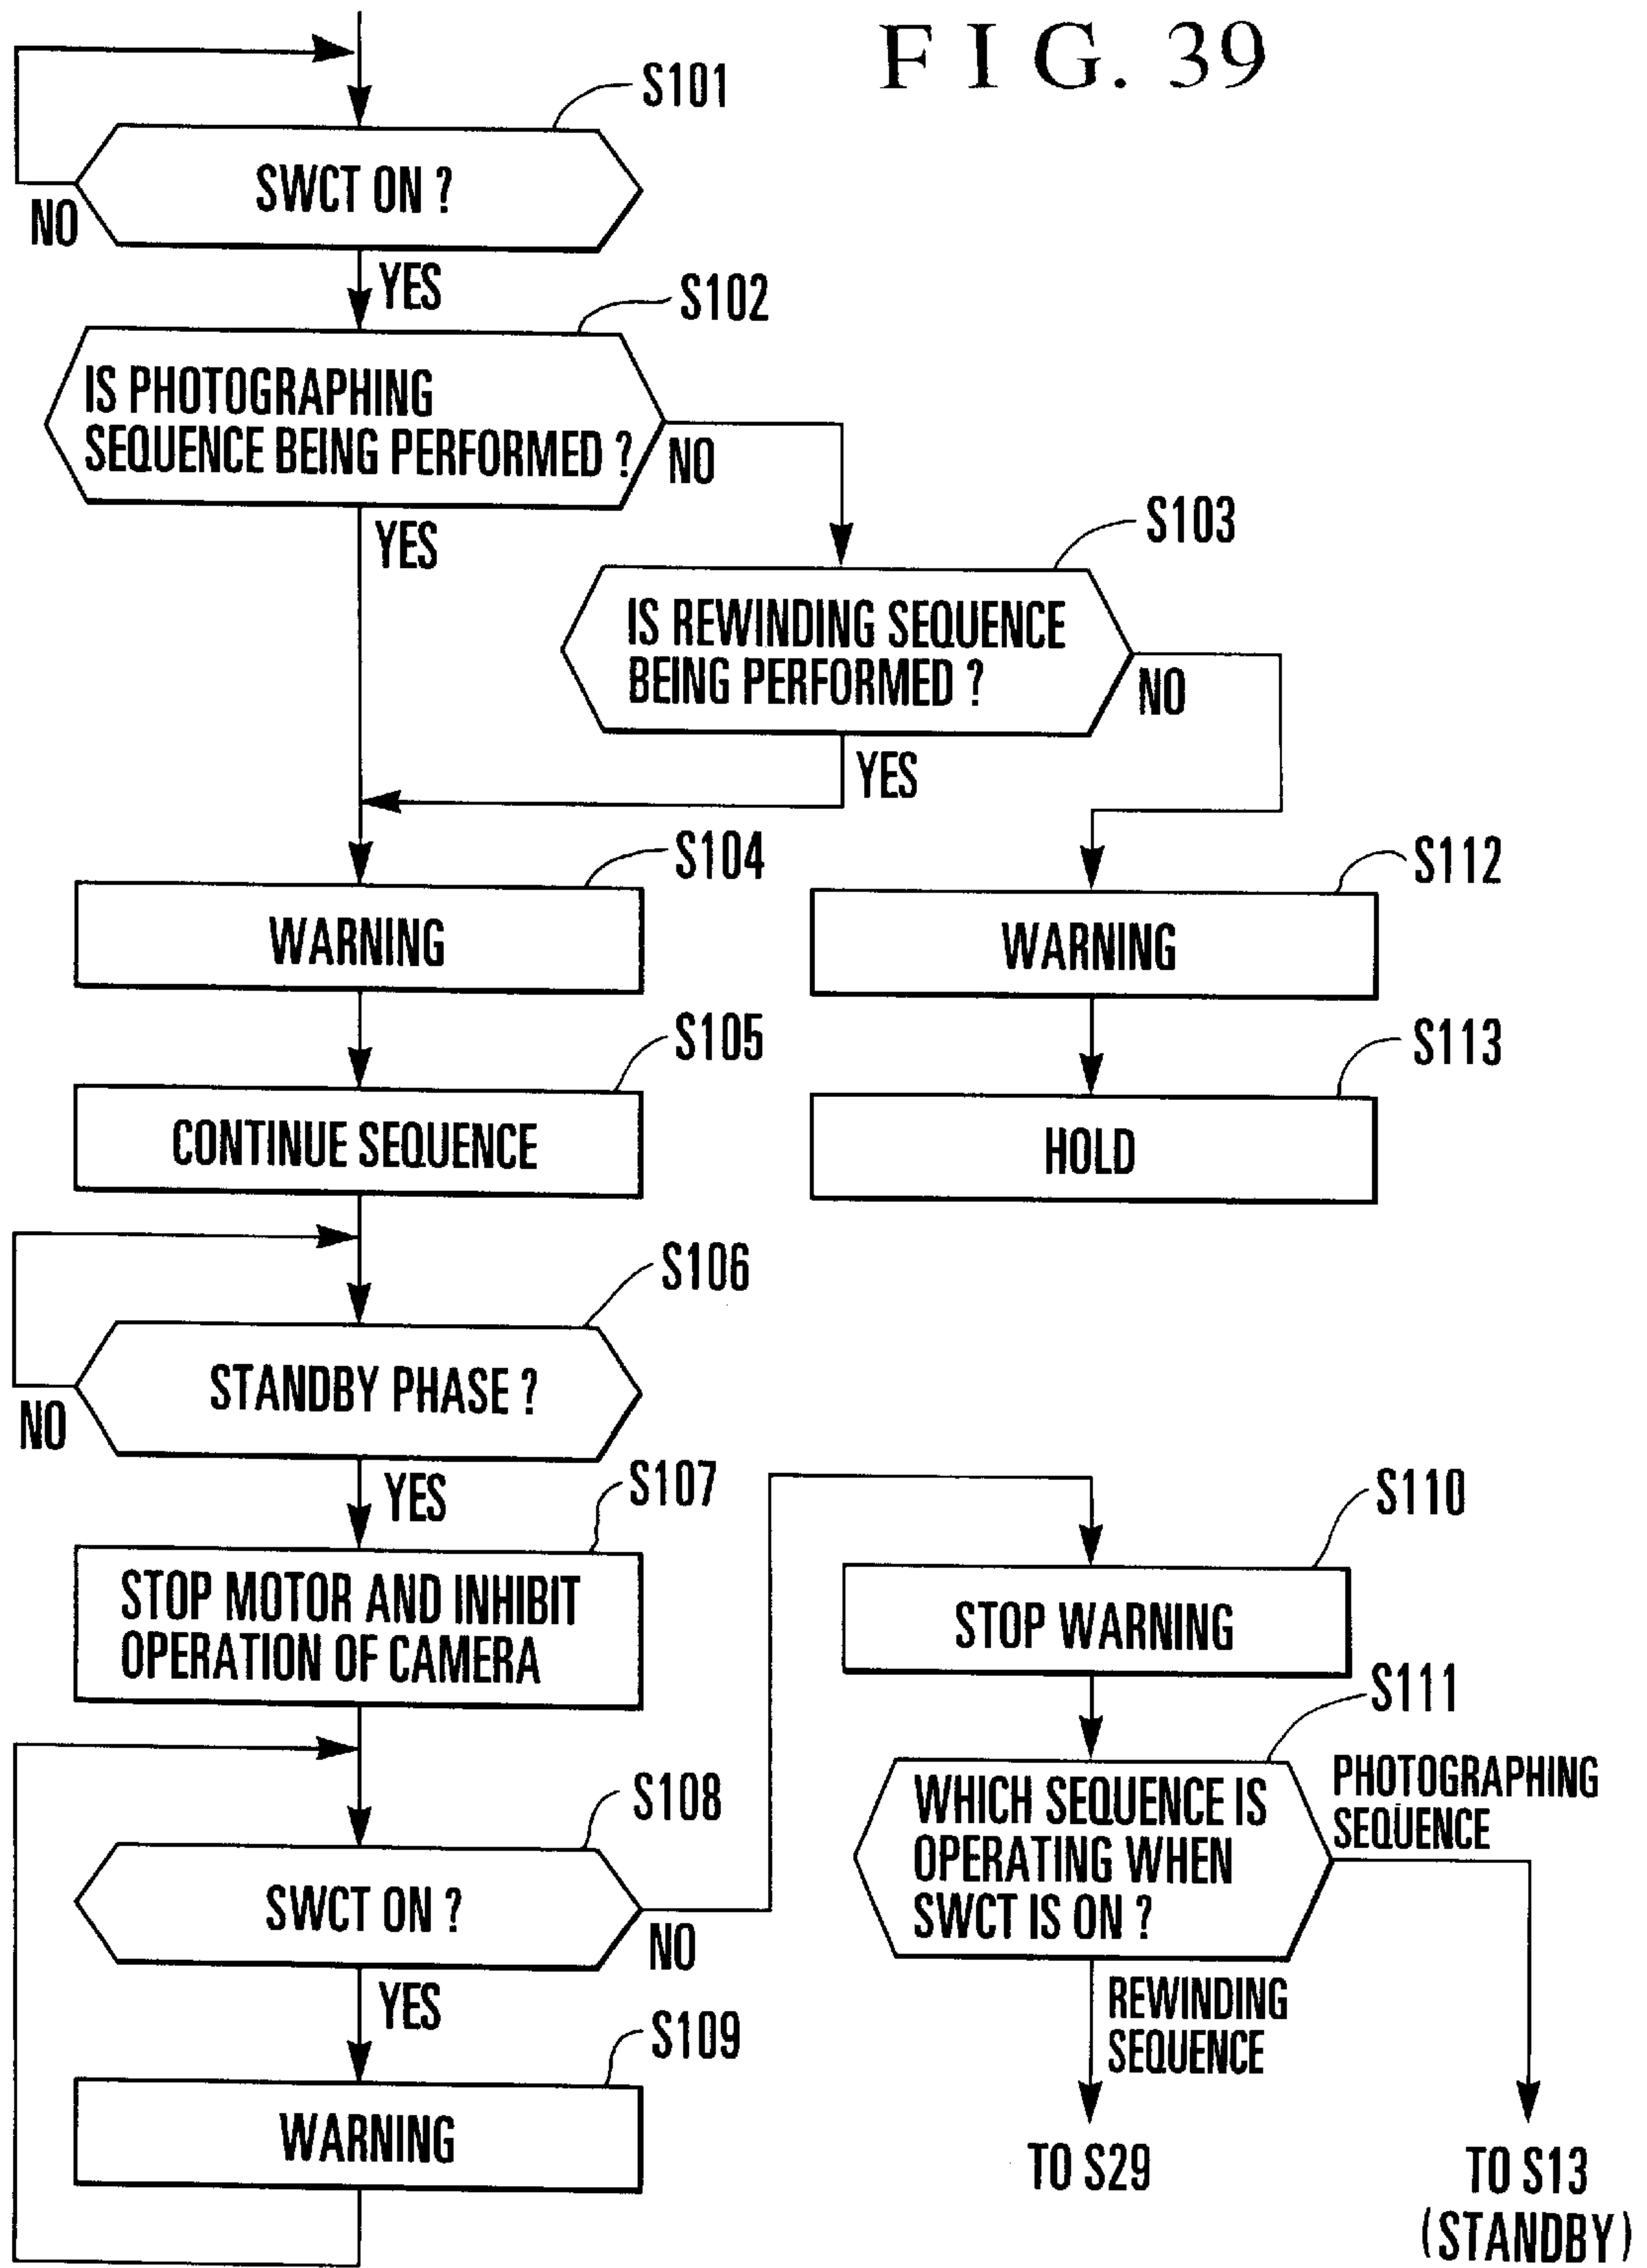 FIG. 39
S101
SWCT ON ?
NO
YES
S102
IS PHOTOGRAPHING
SEQUENCE BEING PERFORMED ?
NO
YES
S103
IS REWINDING SEQUENCE
BEING PERFORMED ?
NO
YES
S104
WARNING
S112
WARNING
S105
CONTINUE SEQUENCE
S113
HOLD
S106
STANDBY PHASE ?
NO
YES
S107
STOP MOTOR AND INHIBIT
OPERATION OF CAMERA
S108
SWCT ON ?
NO
YES
S109
WARNING
S110
STOP WARNING
S111
WHICH SEQUENCE IS
OPERATING WHEN
SWCT IS ON ?
PHOTOGRAPHING
SEQUENCE
REWINDING
SEQUENCE
TO S29
TO S13
(STANDBY)